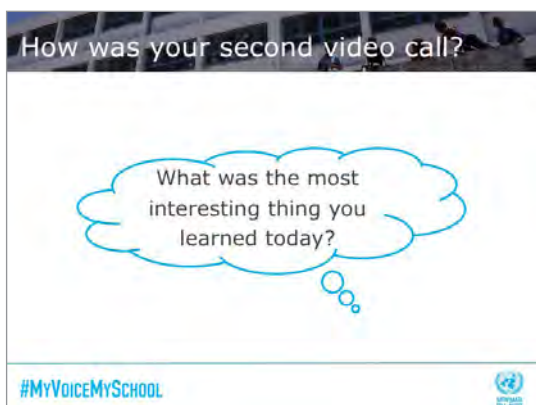 How was your second video call?
What was the most
interesting thing you
learned today?
#MYVOICEMYSCHOOL